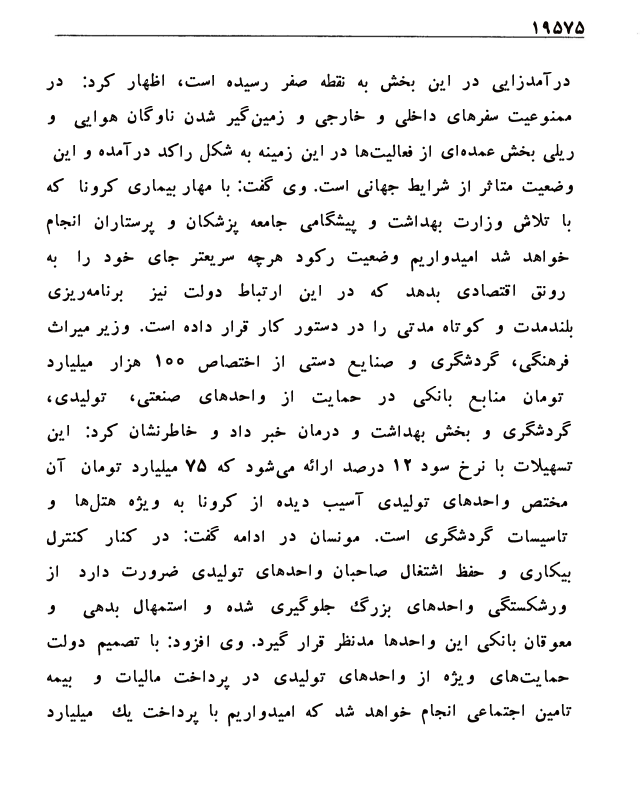 ۱۹۵۷۵
درآمدزایی در این بخش به نقطه صفر رسیده است، اظهار کرد: در
ممنوعیت سفرهای داخلی و خارجی و زمین‌گیر شدن ناوگان هوایی و
ریلی بخش عمده‌ای از فعالیت‌ها در این زمینه به شکل راکد درآمده و این
وضعیت متاثر از شرایط جهانی است. وی گفت: با مهار بیماری کرونا که
با تلاش وزارت بهداشت و پیشگامی جامعه پزشکان و پرستاران انجام
خواهد شد امیدواریم وضعیت رکود هرچه سریعتر جای خود را به
رونق اقتصادی بدهد که در این ارتباط دولت نیز برنامه‌ریزی
بلندمدت و کوتاه مدتی را در دستور کار قرار داده است. وزیر میراث
فرهنگی، گردشگری و صنایع دستی از اختصاص ۱۰۰ هزار میلیارد
تومان منابع بانکی در حمایت از واحدهای صنعتی، تولیدی،
گردشگری و بخش بهداشت و درمان خبر داد و خاطرنشان کرد: این
تسهیلات با نرخ سود ۱۲ درصد ارائه می‌شود که ۷۵ میلیارد تومان آن
مختص واحدهای تولیدی آسیب دیده از کرونا به ویژه هتل‌ها و
تاسیسات گردشگری است. مونسان در ادامه گفت: در کنار کنترل
بیکاری و حفظ اشتغال صاحبان واحدهای تولیدی ضرورت دارد از
ورشکستگی واحدهای بزرگ جلوگیری شده و استمهال بدهی و
معوقان بانکی این واحدها مدنظر قرار گیرد. وی افزود: با تصمیم دولت
حمایت‌های ویژه از واحدهای تولیدی در پرداخت مالیات و بیمه
تامین اجتماعی انجام خواهد شد که امیدواریم با پرداخت یك میلیارد